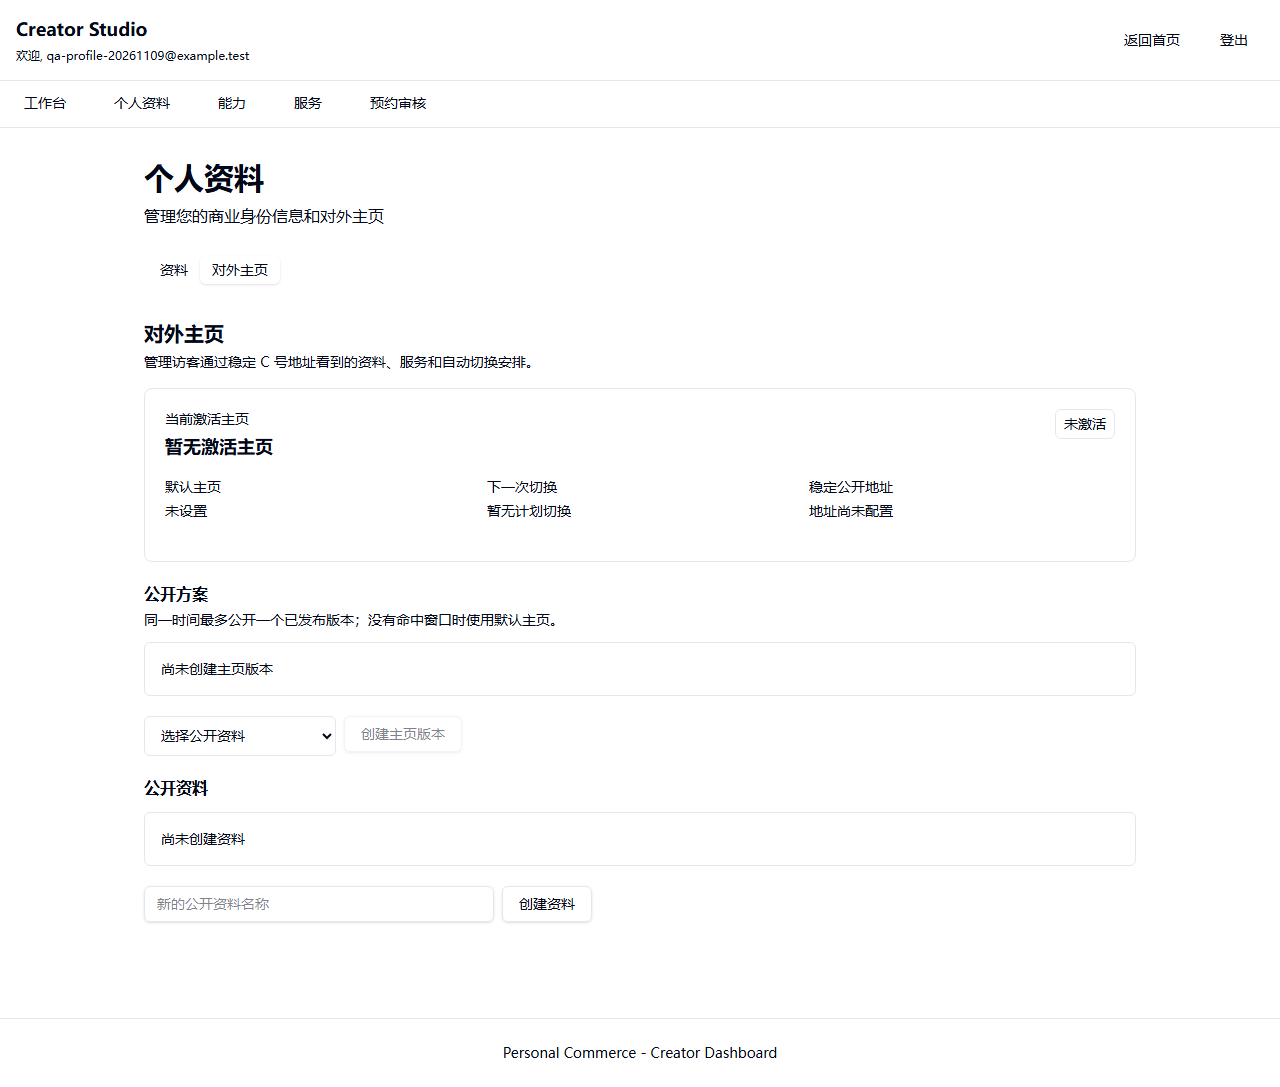 Creator Studio
欢迎, qa-profile-20261109@example.test
返回首页
登出
工作台
个人资料
能力
服务
预约审核
个人资料
管理您的商业身份信息和对外主页
资料
对外主页
对外主页
管理访客通过稳定 C 号地址看到的资料、服务和自动切换安排。
当前激活主页
未激活
暂无激活主页
默认主页
下一次切换
稳定公开地址
未设置
暂无计划切换
地址尚未配置
公开方案
同一时间最多公开一个已发布版本；没有命中窗口时使用默认主页。
尚未创建主页版本
选择公开资料
创建主页版本
公开资料
尚未创建资料
新的公开资料名称
创建资料
Personal Commerce - Creator Dashboard